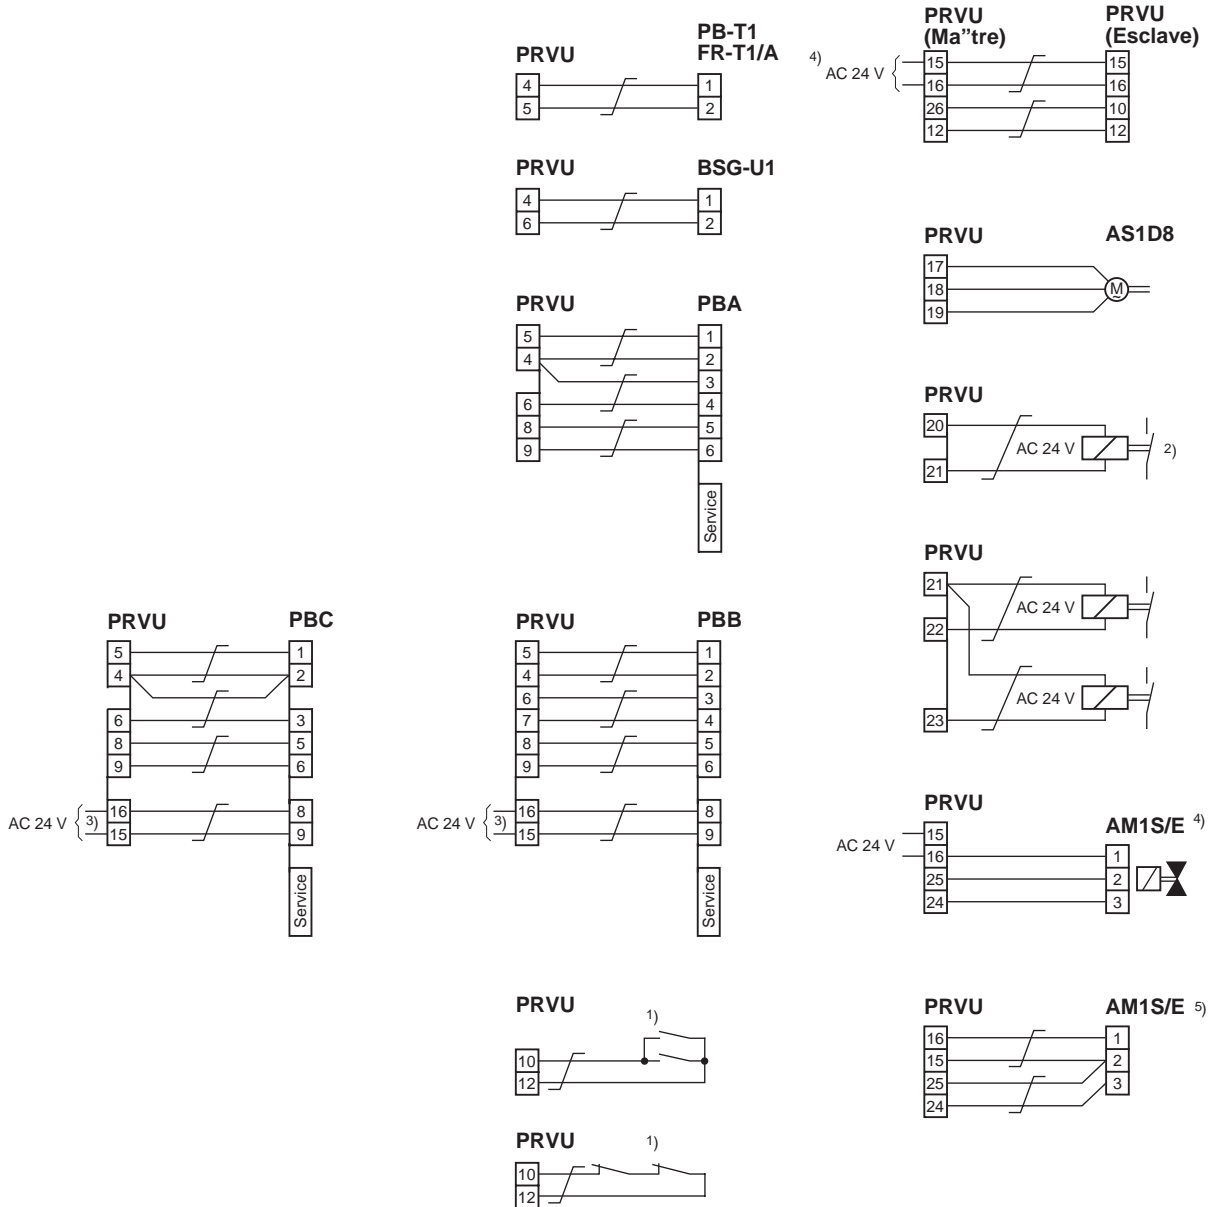 PRVU PB-T1
FR-T1/A
4 1
5 2
PRVU BSG-U1
4 1
6 2
PRVU PBA
5 1
4 2
3
6 4
8 5
9 6
Service
PRVU PBC
5 1
4 2
6 3
8 5
9 6
AC 24 V 3) 16 8
15 9
Service
PRVU PBB
5 1
4 2
6 3
7 4
8 5
9 6
AC 24 V 3) 16 8
15 9
Service
PRVU
1)
10
12
PRVU 1)
10
12
PRVU PRVU
(Ma”tre) (Esclave)
4) AC 24 V 15 15
16 16
26 10
12 12
PRVU AS1D8
17
18 M
~
19
PRVU
20
AC 24 V 2)
21
PRVU
21
AC 24 V
22
AC 24 V
23
PRVU
AM1S/E 4)
15
AC 24 V 16 1
25 2
24 3
PRVU AM1S/E 5)
16 1
15 2
25 3
24